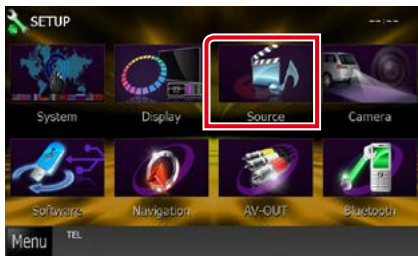 SETUP --:--
System Display Source Camera
Software Navigation AV-OUT Bluetooth
Menu TEL